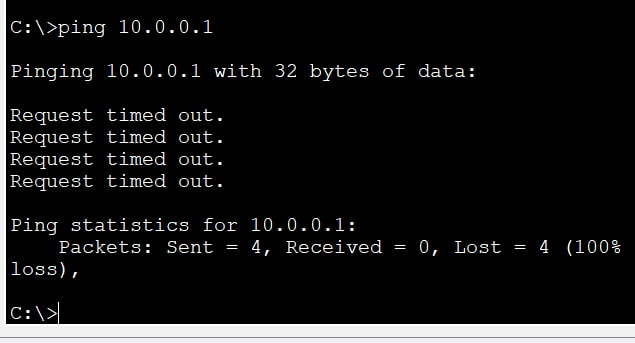 C:\>ping 10.0.0.1
Pinging 10.0.0.1 with 32 bytes of data:
Request timed out.
Request timed out.
Request timed out.
Request timed out.
Ping statistics for 10.0.0.1:
    Packets: Sent = 4, Received = 0, Lost = 4 (100%
loss),
C:\>